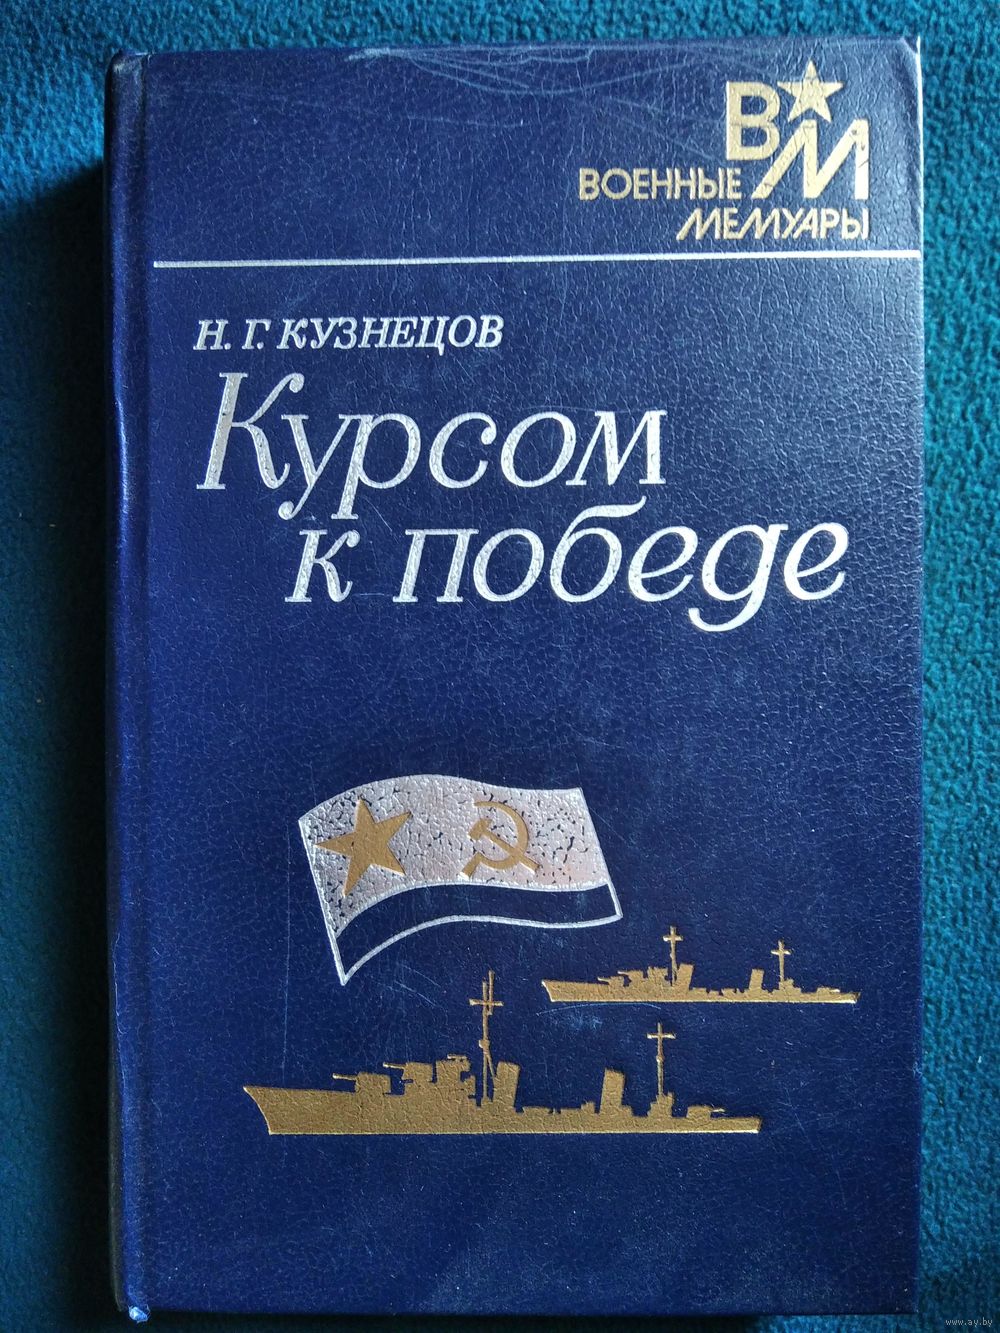 ВМ
ВОЕННЫЕ
МЕМУАРЫ
Н. Г. КУЗНЕЦОВ
Курсом
к победе
www.ay.by